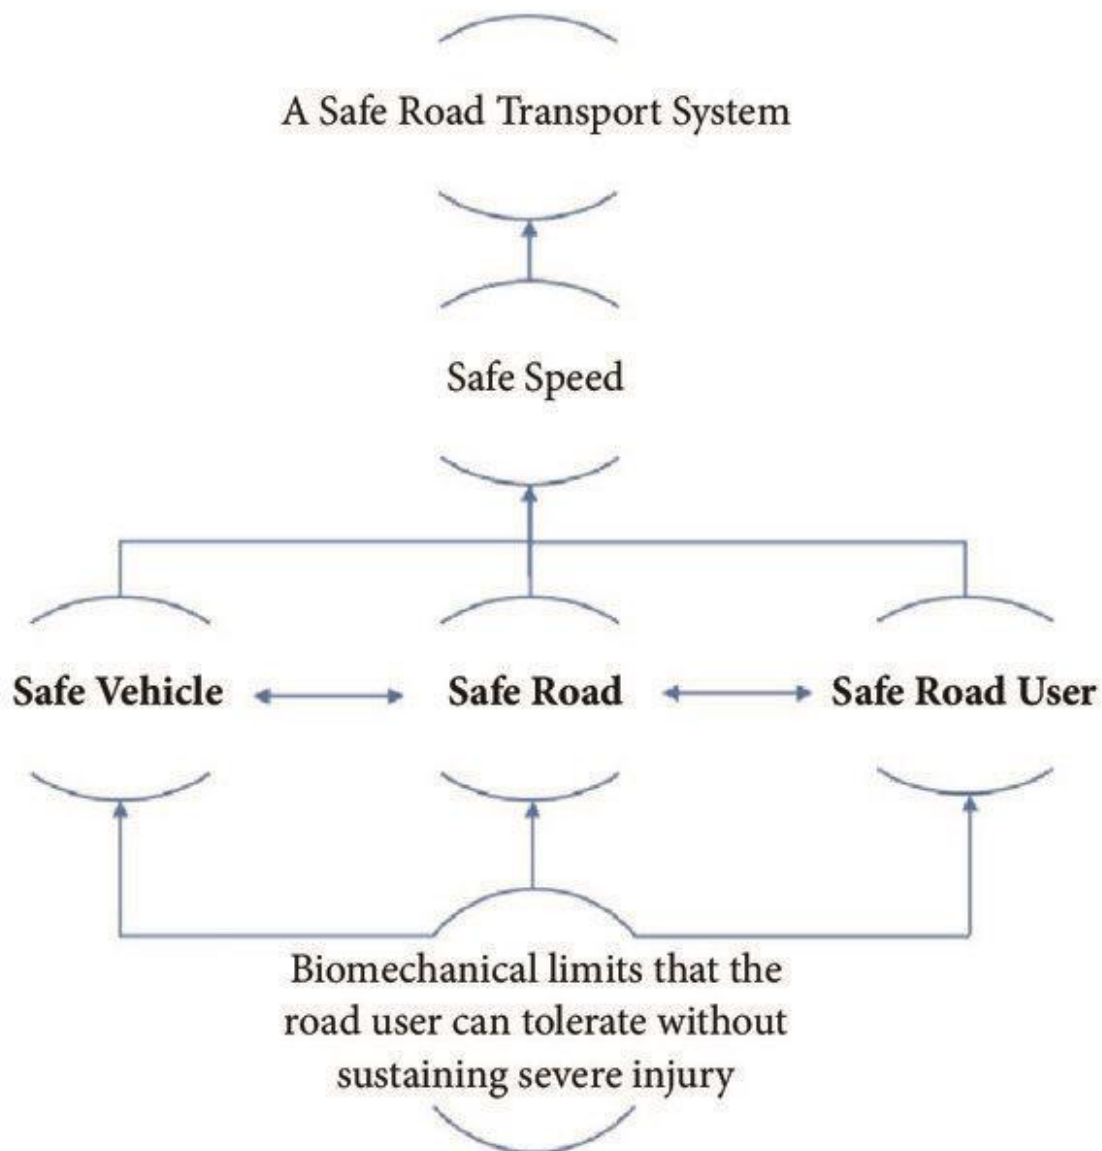 A Safe Road Transport System
Safe Speed
Safe Vehicle
Safe Road
Safe Road User
Biomechanical limits that the
road user can tolerate without
sustaining severe injury